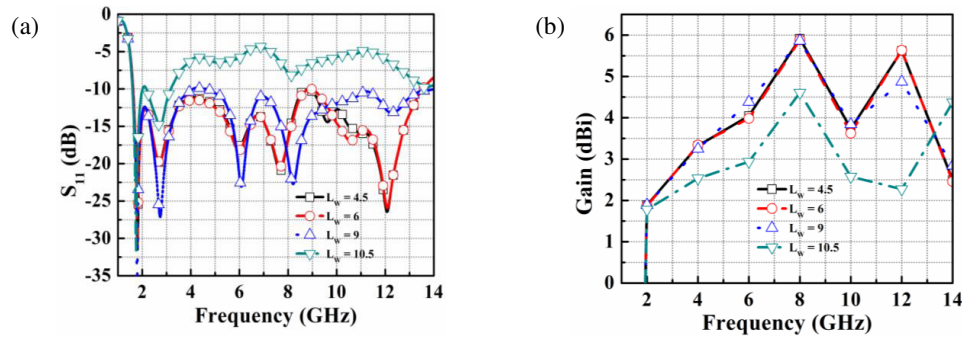 (a)
0
-5
-10
-15
-20
-25
-30
-35
S11 (dB)
LW = 4.5
LW = 6
LW = 9
LW = 10.5
2 4 6 8 10 12 14
Frequency (GHz)
(b)
6
5
4
3
2
1
0
Gain (dBi)
LW = 4.5
LW = 6
LW = 9
LW = 10.5
2 4 6 8 10 12 14
Frequency (GHz)